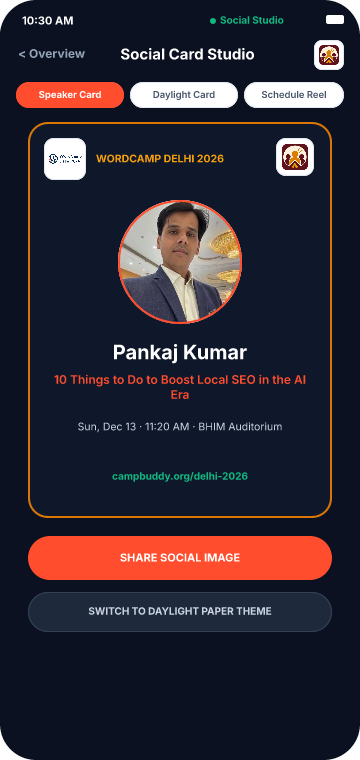 10:30 AM
Social Studio
< Overview
Social Card Studio
Speaker Card
Daylight Card
Schedule Reel
WORDCAMP DELHI 2026
Pankaj Kumar
10 Things to Do to Boost Local SEO in the AI
Era
Sun, Dec 13 · 11:20 AM · BHIM Auditorium
campbuddy.org/delhi-2026
SHARE SOCIAL IMAGE
SWITCH TO DAYLIGHT PAPER THEME